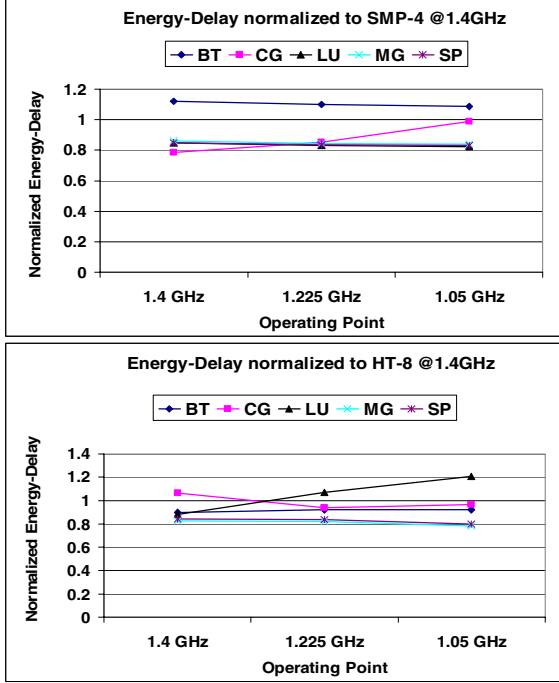 Energy-Delay normalized to SMP-4 @1.4GHz
BT CG LU MG SP
Normalized Energy-Delay
1.2
1
0.8
0.6
0.4
0.2
0
1.4 GHz 1.225 GHz 1.05 GHz
Operating Point
Energy-Delay normalized to HT-8 @1.4GHz
BT CG LU MG SP
Normalized Energy-Delay
1.4
1.2
1
0.8
0.6
0.4
0.2
0
1.4 GHz 1.225 GHz 1.05 GHz
Operating Point